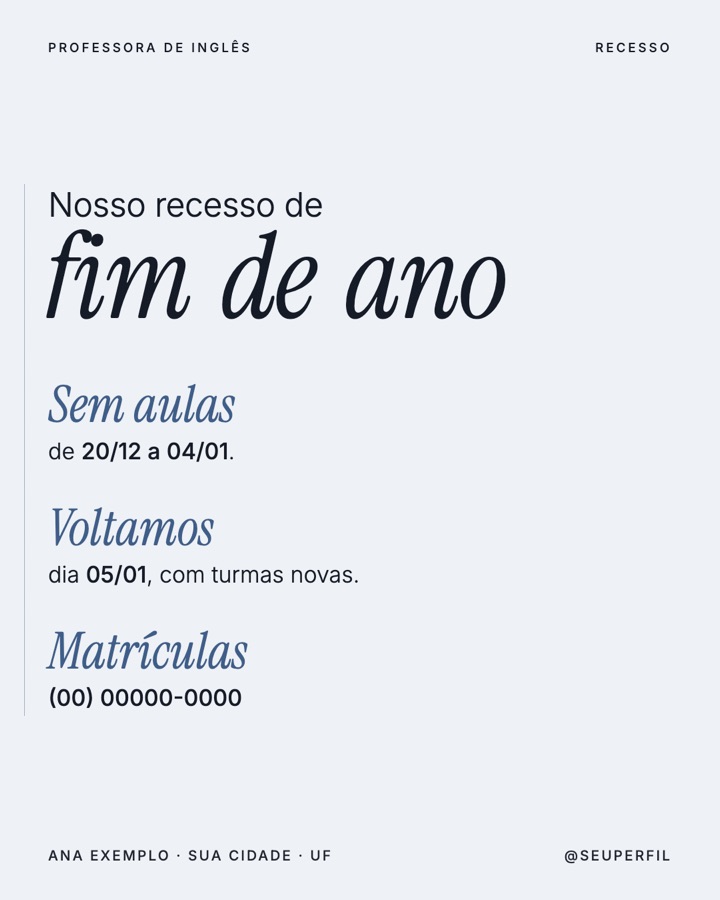 PROFESSORA DE INGLÊS
RECESSO
Nosso recesso de
fim de ano
Sem aulas
de 20/12 a 04/01.
Voltamos
dia 05/01, com turmas novas.
Matrículas
(00) 00000-0000
ANA EXEMPLO · SUA CIDADE · UF
@SEUPERFIL